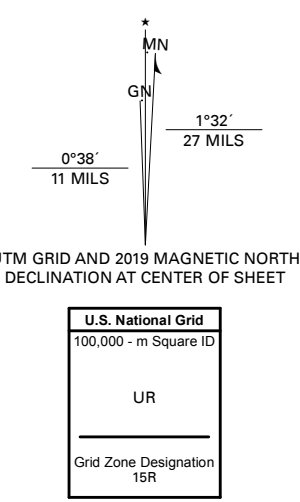 ★
MN
GN
1°32´
27 MILS
0°38´
11 MILS
UTM GRID AND 2019 MAGNETIC NORTH
DECLINATION AT CENTER OF SHEET
U.S. National Grid
100,000 - m Square ID
UR
Grid Zone Designation
15R